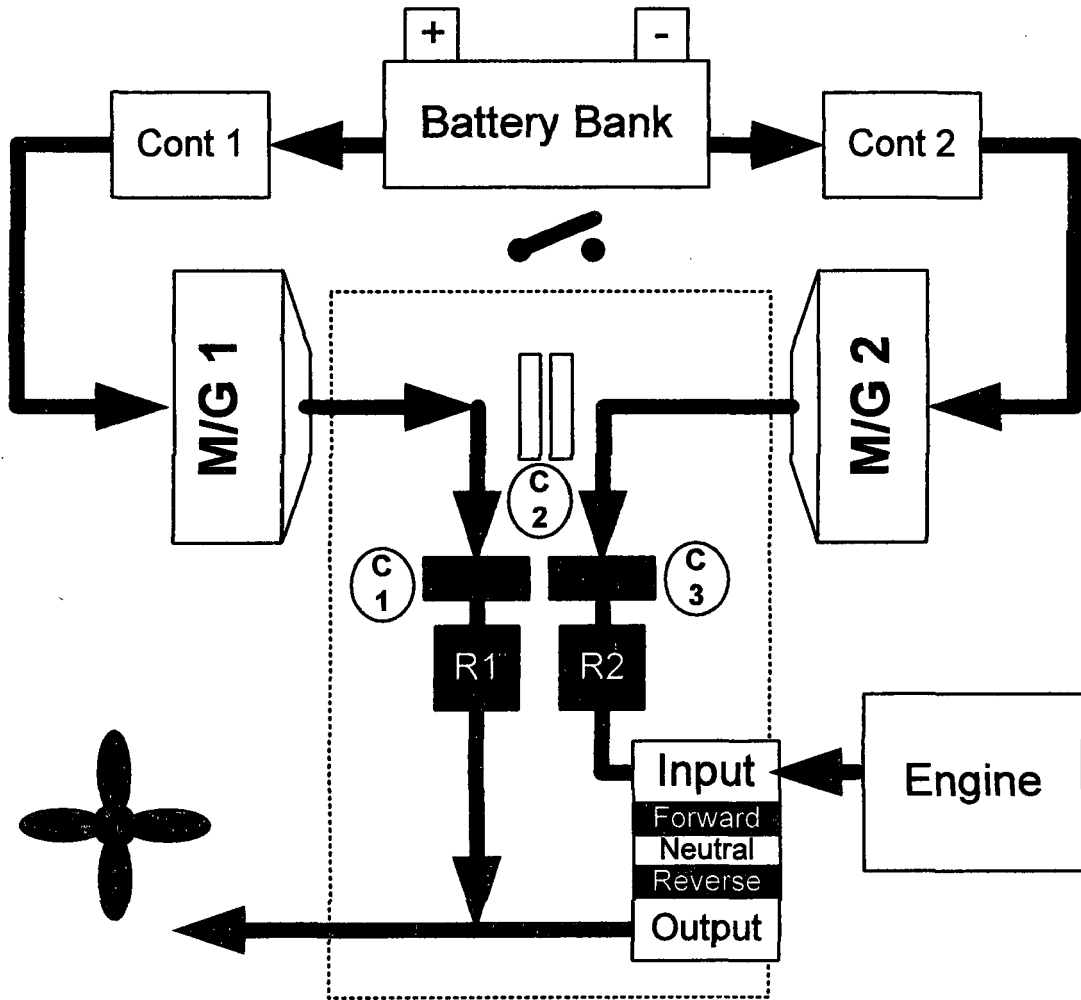 +
-
Battery Bank
Cont 1
Cont 2
M/G 1
M/G 2
C
2
C
1
C
3
R1
R2
Input
Forward
Neutral
Reverse
Output
Engine